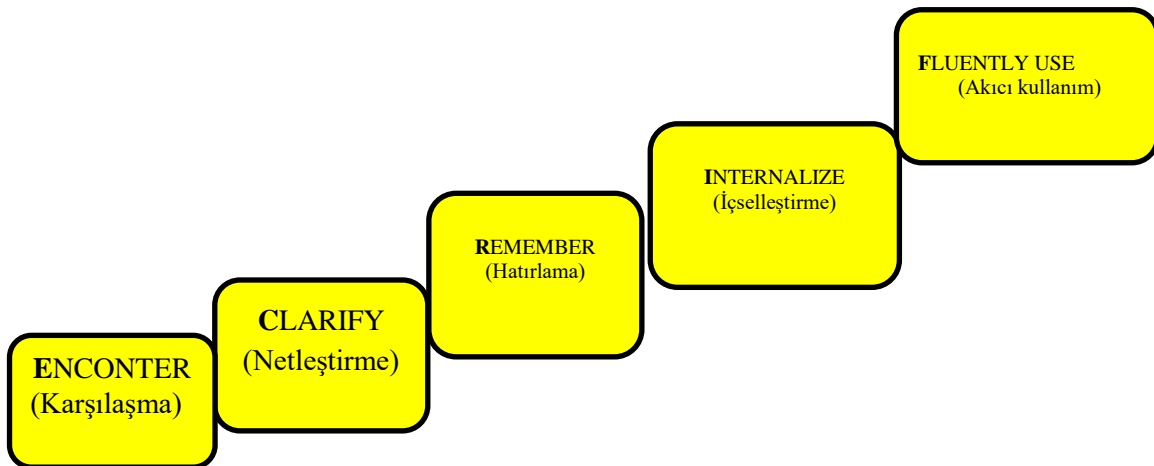 FLUENTLY USE
(Akıcı kullanım)
INTERNALIZE
(İçselleştirme)
REMEMBER
(Hatırlama)
CLARIFY
(Netleştirme)
ENCONTER
(Karşılaşma)